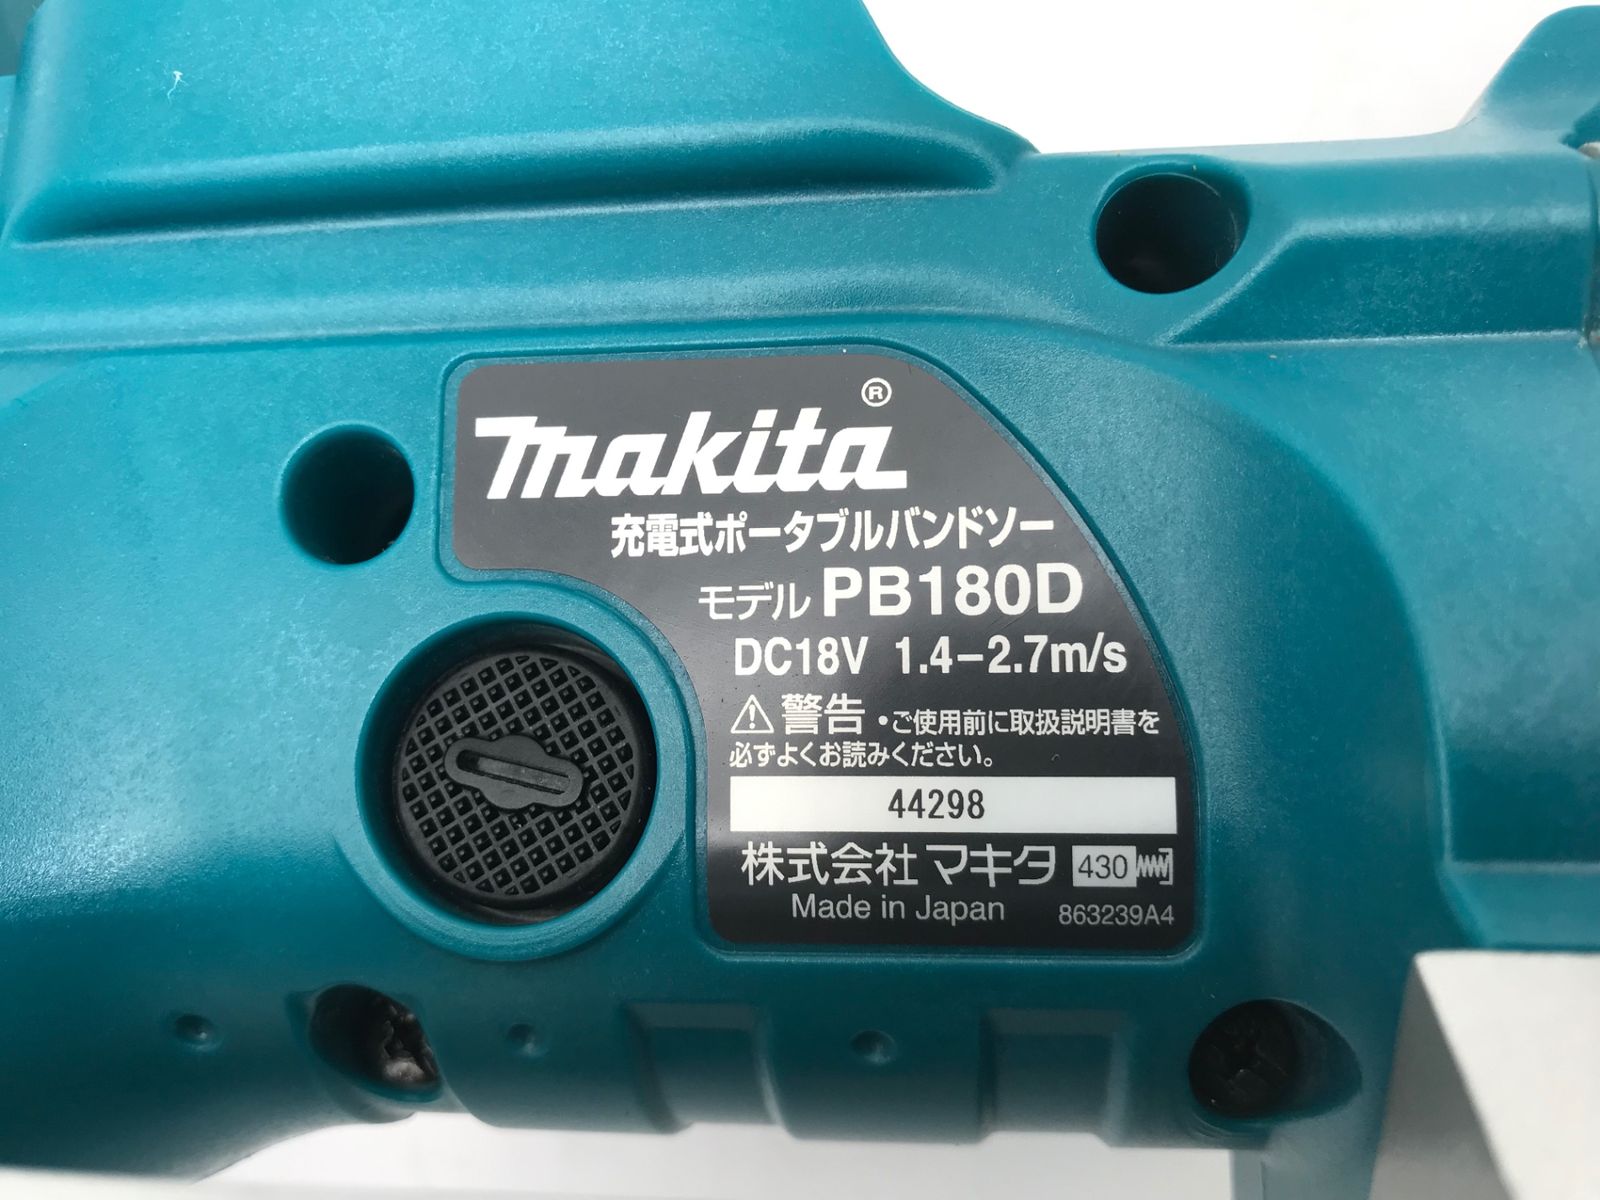 makita®
充電式ポータブルバンドソー
モデル PB180D
DC18V 1.4-2.7m/s
⚠警告・ご使用前に取扱説明書を
必ずよくお読みください。
44298
株式会社マキタ 430
Made in Japan 863239A4